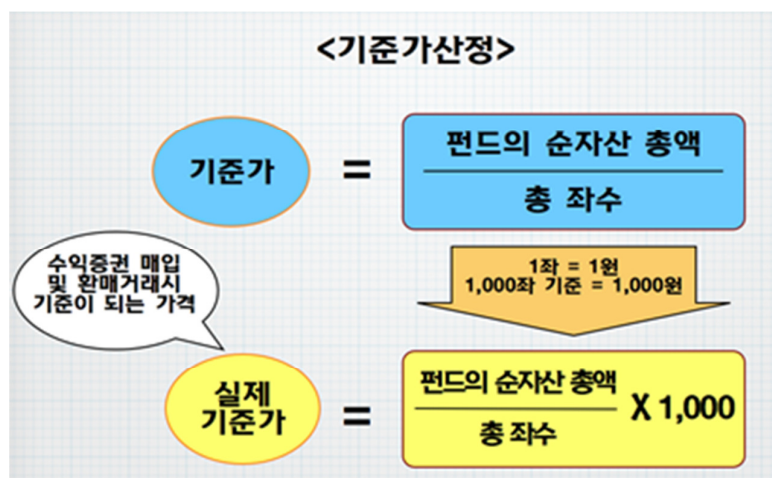 <기준가산정>
기준가 = 펀드의 순자산 총액
총 좌수
수익증권 매입
및 환매거래시
기준이 되는 가격
1좌 = 1원
1,000좌 기준 = 1,000원
실제
기준가 = 펀드의 순자산 총액
총 좌수
X 1,000